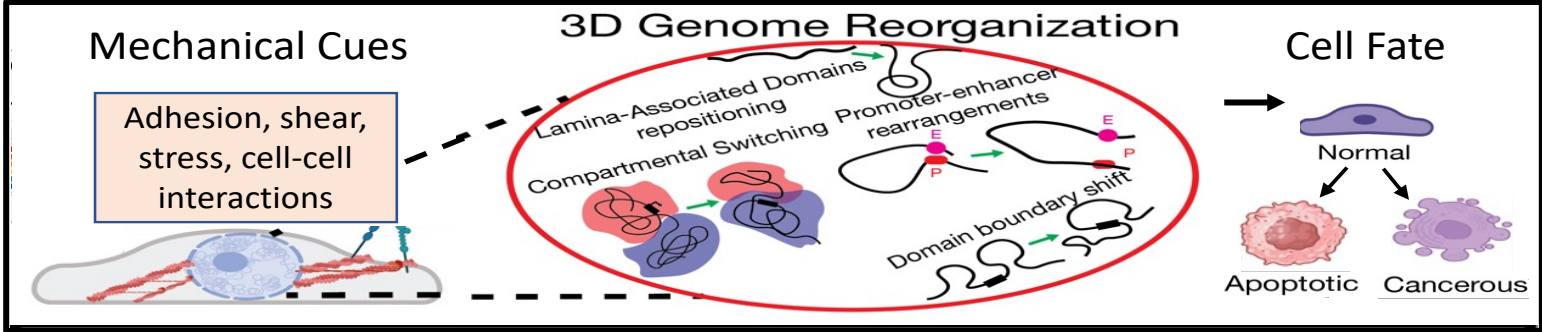 Mechanical Cues
Adhesion, shear,
stress, cell-cell
interactions
3D Genome Reorganization
Lamina-Associated Domains
repositioning
Compartmental Switching
Promoter-enhancer
rearrangements
E
P
E
P
Domain boundary shift
Cell Fate
Normal
Apoptotic
Cancerous